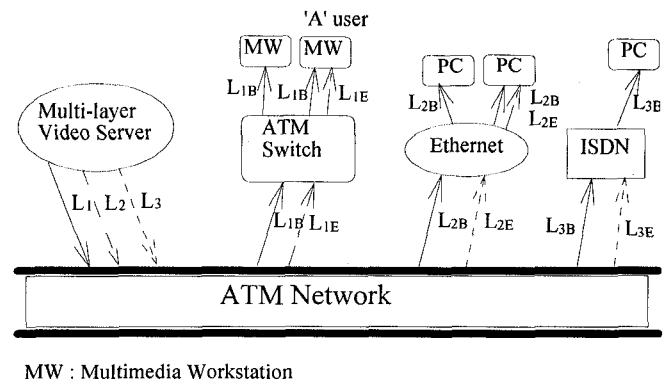 'A' user
MW MW
PC PC
PC
L1B L1B L1E
L2B L2B
L2E
L3E
Multi-layer
Video Server
ATM
Switch
Ethernet
ISDN
L1 L2 L3
L1B L1E
L2B L2E
L3B L3E
ATM Network
MW : Multimedia Workstation